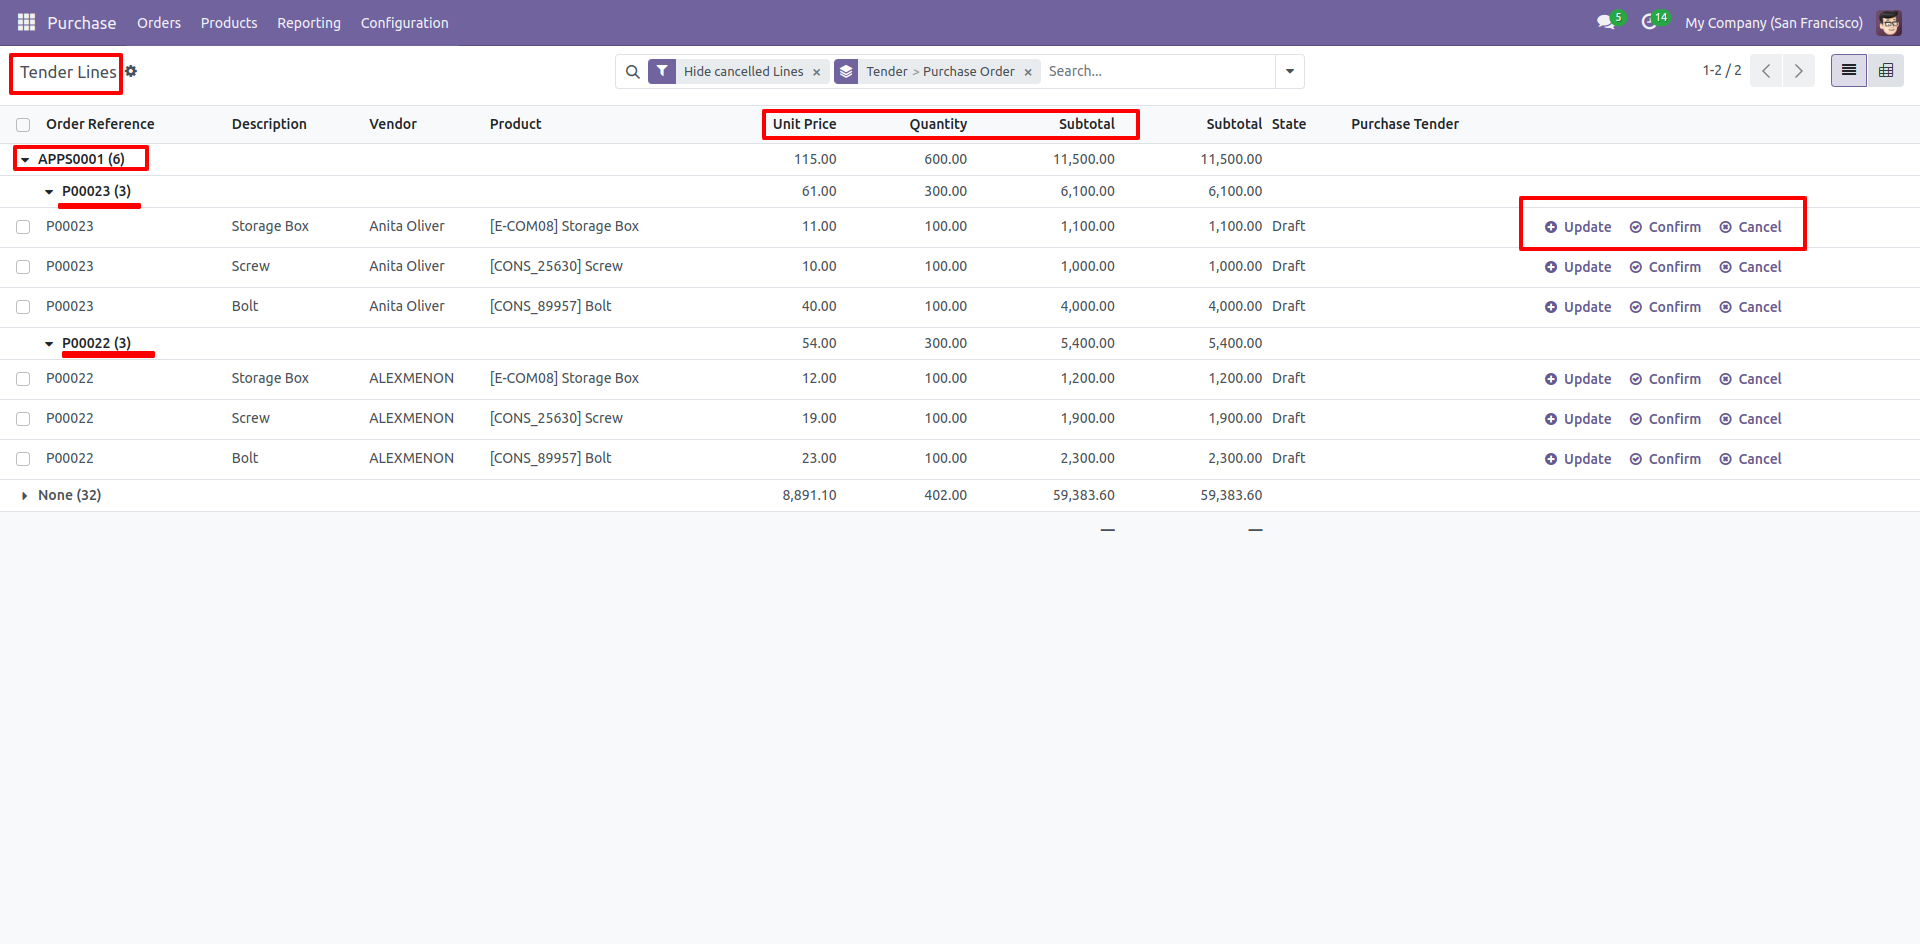 Purchase Orders Products Reporting Configuration 5 14 My Company (San Francisco)
Tender Lines Hide cancelled Lines × Tender > Purchase Order × Search... 1-2 / 2
Order Reference Description Vendor Product Unit Price Quantity Subtotal Subtotal State Purchase Tender
APPS0001 (6) 115.00 600.00 11,500.00 11,500.00
P00023 (3) 61.00 300.00 6,100.00 6,100.00
P00023 Storage Box Anita Oliver [E-COM08] Storage Box 11.00 100.00 1,100.00 1,100.00 Draft Update Confirm Cancel
P00023 Screw Anita Oliver [CONS_25630] Screw 10.00 100.00 1,000.00 1,000.00 Draft Update Confirm Cancel
P00023 Bolt Anita Oliver [CONS_89957] Bolt 40.00 100.00 4,000.00 4,000.00 Draft Update Confirm Cancel
P00022 (3) 54.00 300.00 5,400.00 5,400.00
P00022 Storage Box ALEXMENON [E-COM08] Storage Box 12.00 100.00 1,200.00 1,200.00 Draft Update Confirm Cancel
P00022 Screw ALEXMENON [CONS_25630] Screw 19.00 100.00 1,900.00 1,900.00 Draft Update Confirm Cancel
P00022 Bolt ALEXMENON [CONS_89957] Bolt 23.00 100.00 2,300.00 2,300.00 Draft Update Confirm Cancel
None (32) 8,891.10 402.00 59,383.60 59,383.60
— —